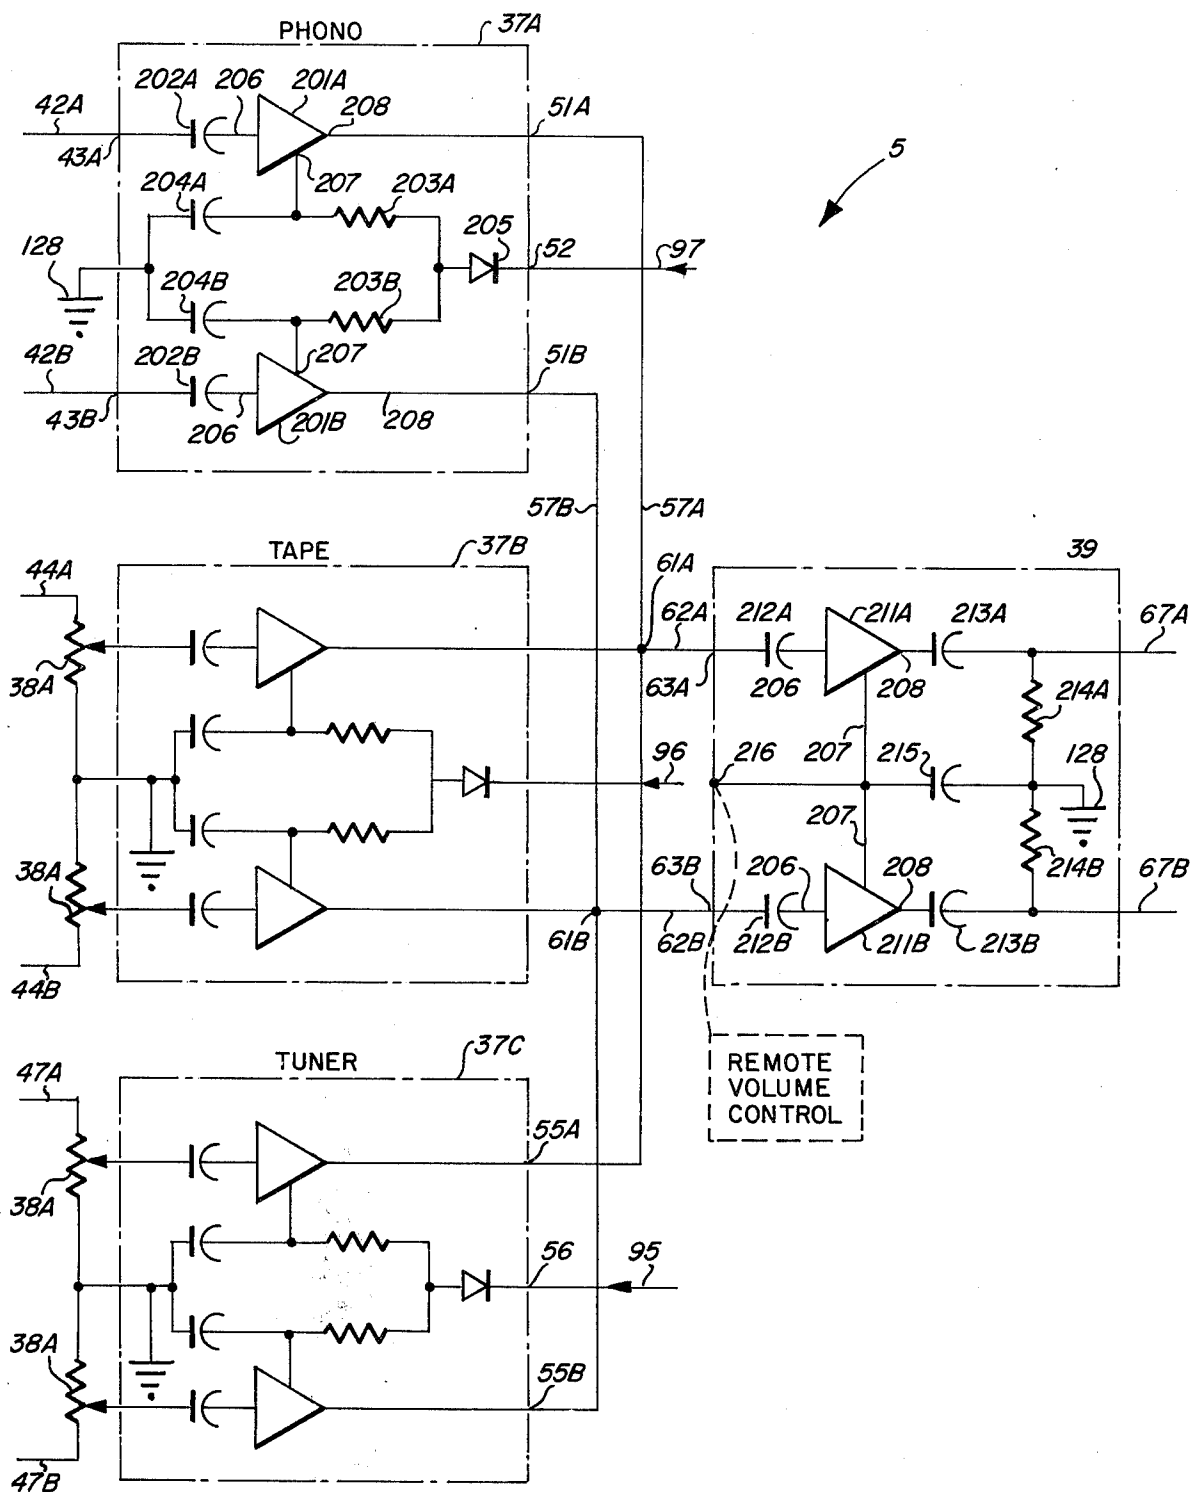 PHONO
37A
202A
206
201A
208
42A
51A
43A
5
204A
207
203A
205
52
97
128
204B
203B
42B
202B
207
51B
43B
206
201B
208
57B
57A
TAPE
37B
39
44A
61A
62A
212A
211A
213A
67A
38A
63A
206
208
214A
96
216
207
215
128
207
38A
63B
206
208
214B
67B
61B
62B
212B
211B
213B
44B
TUNER
37C
REMOTE
VOLUME
CONTROL
47A
55A
38A
56
95
38A
55B
47B